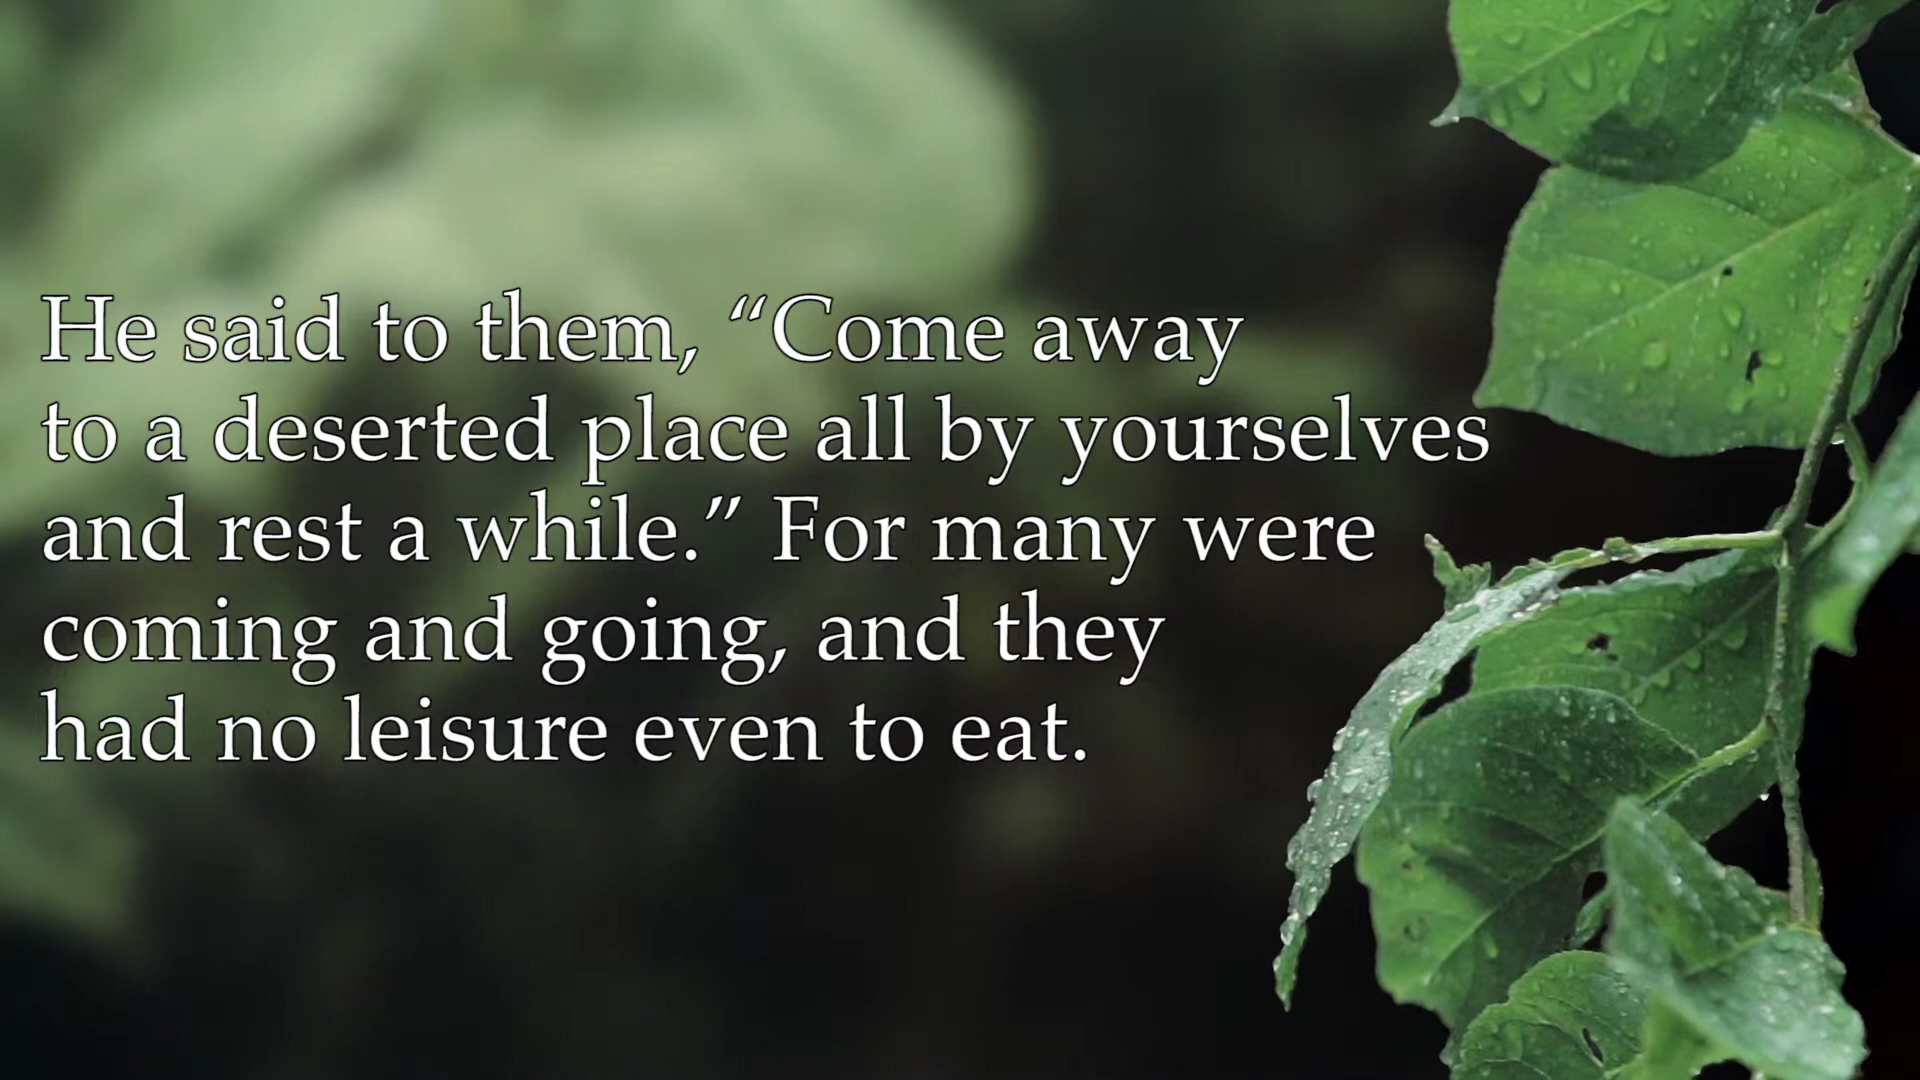 He said to them, “Come away
to a deserted place all by yourselves
and rest a while.” For many were
coming and going, and they
had no leisure even to eat.